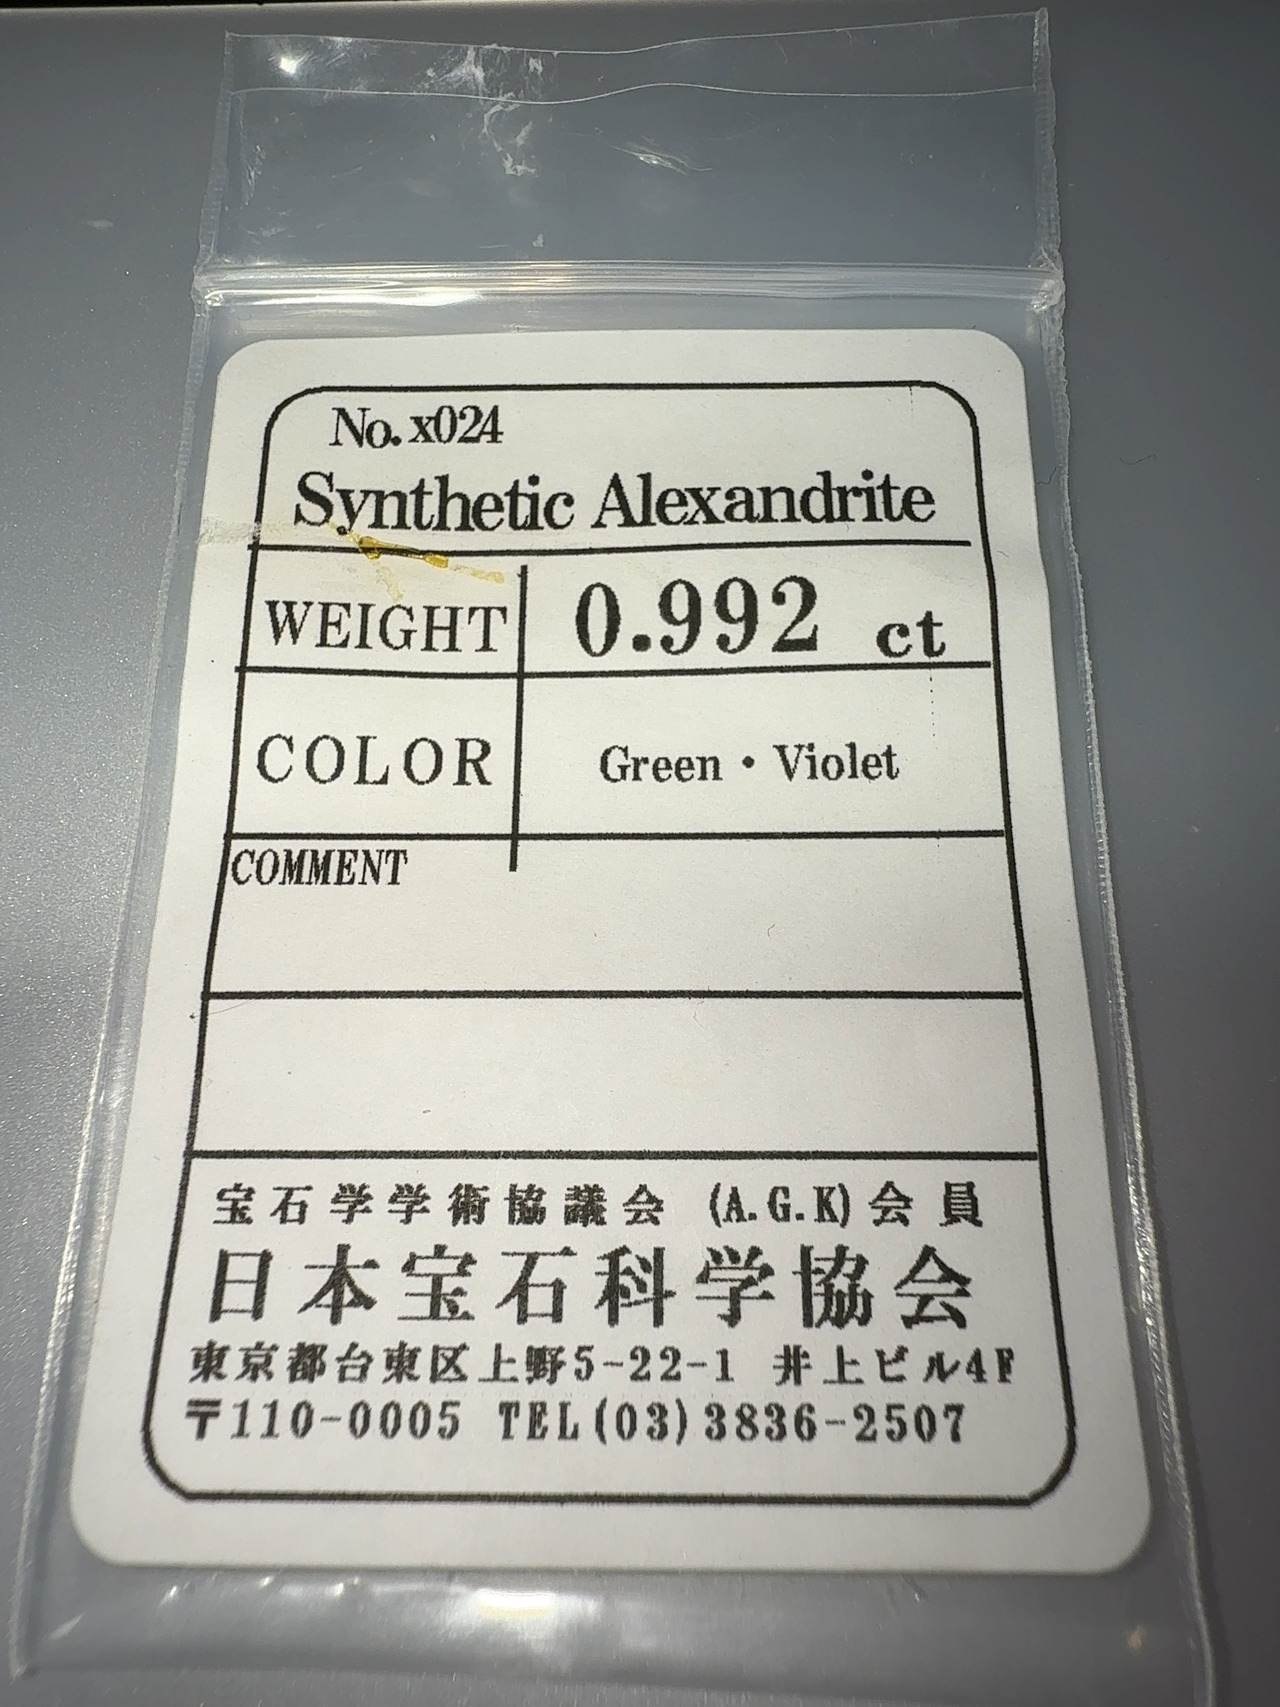 No. x024
Synthetic Alexandrite
WEIGHT 0.992 ct
COLOR Green・Violet
COMMENT
宝石学学術協議会 (A.G.K)会員
日本宝石科学協会
東京都台東区上野5-22-1 井上ビル4F
〒110-0005 TEL(03)3836-2507